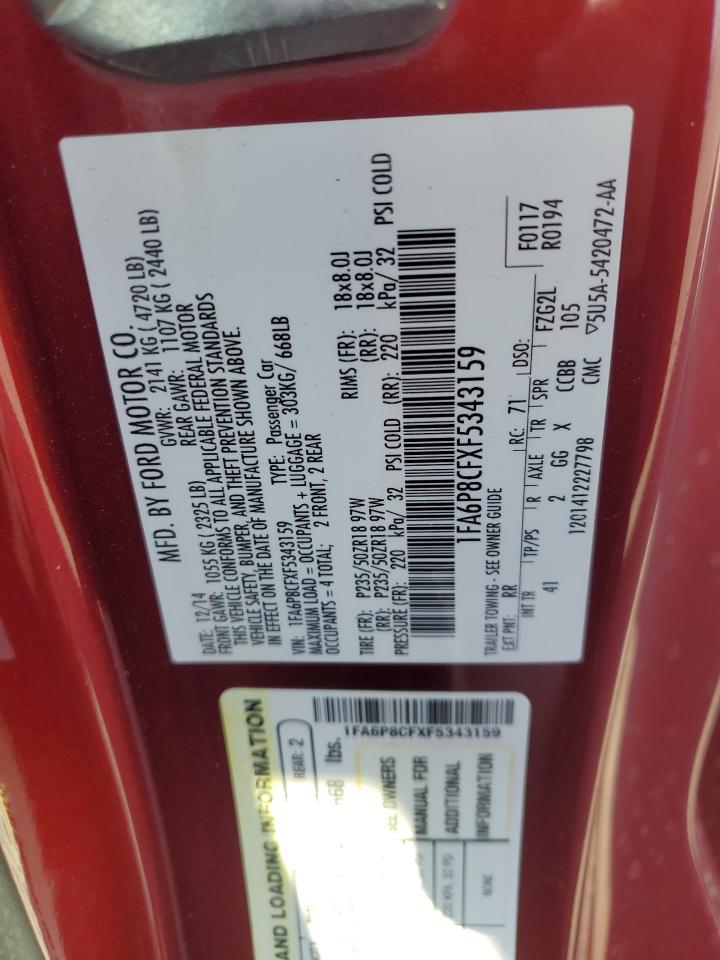 MFD. BY FORD MOTOR CO.
DATE: 12/14 GVWR: 2141 KG ( 4720 LB)
FRONT GAWR: 1055 KG ( 2325 LB) REAR GAWR: 1107 KG ( 2440 LB)
THIS VEHICLE CONFORMS TO ALL APPLICABLE FEDERAL MOTOR
VEHICLE SAFETY, BUMPER, AND THEFT PREVENTION STANDARDS
IN EFFECT ON THE DATE OF MANUFACTURE SHOWN ABOVE.
VIN: 1FA6P8CFXF5343159 TYPE: Passenger Car
MAXIMUM LOAD = OCCUPANTS + LUGGAGE = 303KG/ 668LB
OCCUPANTS = 4 TOTAL: 2 FRONT, 2 REAR
TIRE (FR): P235/50ZR18 97W RIMS (FR): 18x8.0J
(RR): P235/50ZR18 97W (RR): 18x8.0J
PRESSURE (FR): 220 kPa/ 32 PSI COLD (RR): 220 kPa/ 32 PSI COLD
1FA6P8CFXF5343159
TRAILER TOWING - SEE OWNER GUIDE
F0117
EXT PNT: RR RC: 71 DSO: R0194
INT TR TP/PS R AXLE TR SPR FZG2L
41 2 GG X CCBB 105
1201412227798 CMC ▽5U5A-5420472-AA
AND LOADING INFORMATION
REAR: 2
lbs.
OWNERS
MANUAL FOR
ADDITIONAL
INFORMATION
NONE
1FA6P8CFXF5343159